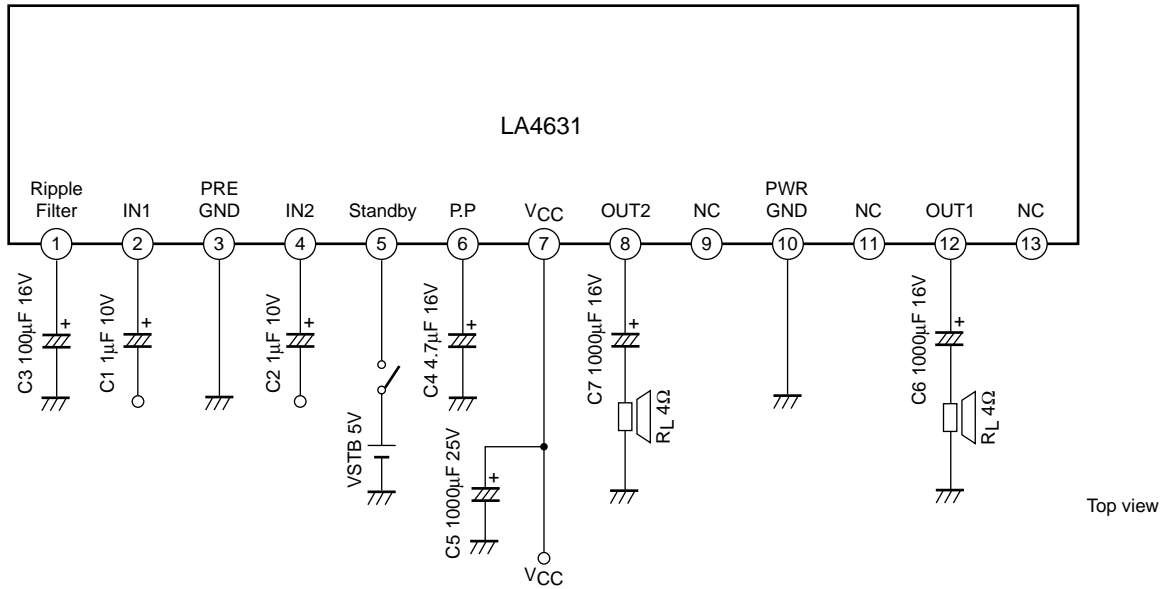 LA4631
Ripple
Filter
IN1
PRE
GND
IN2
Standby
P.P
VCC
OUT2
NC
PWR
GND
NC
OUT1
NC
1
2
3
4
5
6
7
8
9
10
11
12
13
C3 100μF 16V
+
C1 1μF 10V
+
C2 1μF 10V
+
VSTB 5V
C4 4.7μF 16V
+
C5 1000μF 25V
+
VCC
C7 1000μF 16V
+
RL 4Ω
C6 1000μF 16V
+
RL 4Ω
Top view